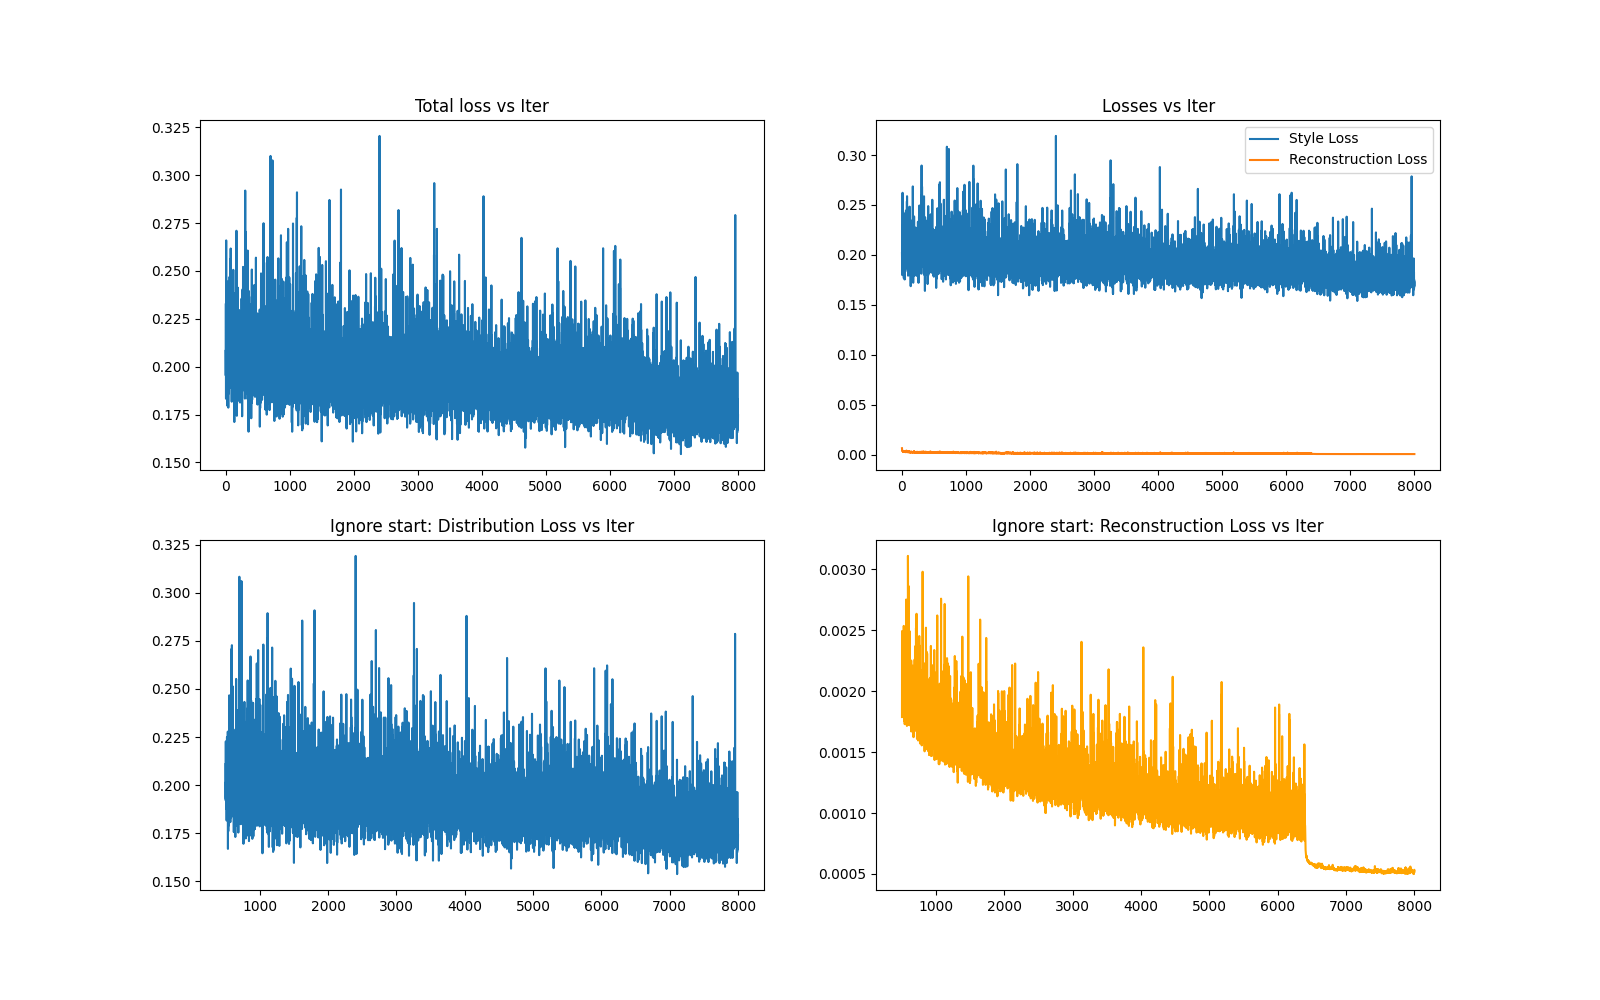 Total loss vs Iter
0.325
0.300
0.275
0.250
0.225
0.200
0.175
0.150
0 1000 2000 3000 4000 5000 6000 7000 8000
Losses vs Iter
Style Loss
Reconstruction Loss
0.30
0.25
0.20
0.15
0.10
0.05
0.00
0 1000 2000 3000 4000 5000 6000 7000 8000
Ignore start: Distribution Loss vs Iter
0.325
0.300
0.275
0.250
0.225
0.200
0.175
0.150
1000 2000 3000 4000 5000 6000 7000 8000
Ignore start: Reconstruction Loss vs Iter
0.0030
0.0025
0.0020
0.0015
0.0010
0.0005
1000 2000 3000 4000 5000 6000 7000 8000